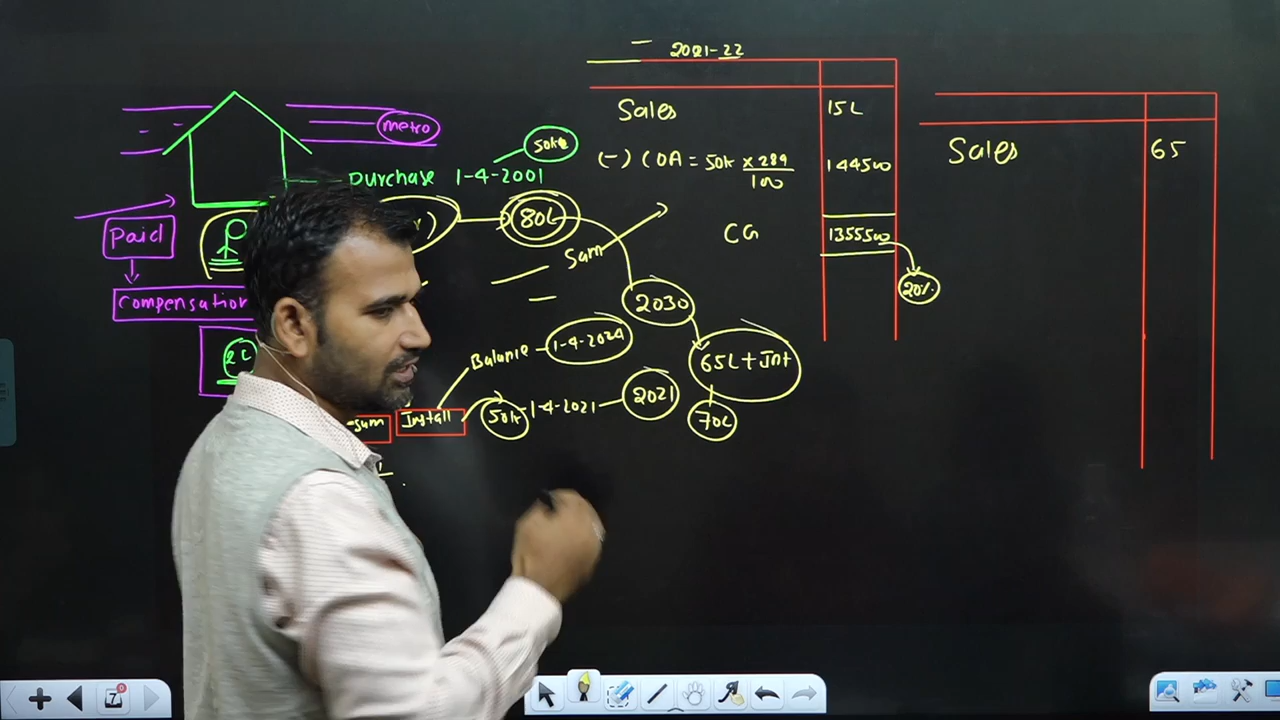 metro
50k
Purchase 1-4-2001
Paid
Compensation
80L
Sum
2030
Balance 1-4-2024
65L + Int
Install 50k 1-4-2021 2021
70L
-sum
2021-22
Sales 15L
(-) COA = 50k × 289 144500
100
CG 1355500
20%
Sales 65
7